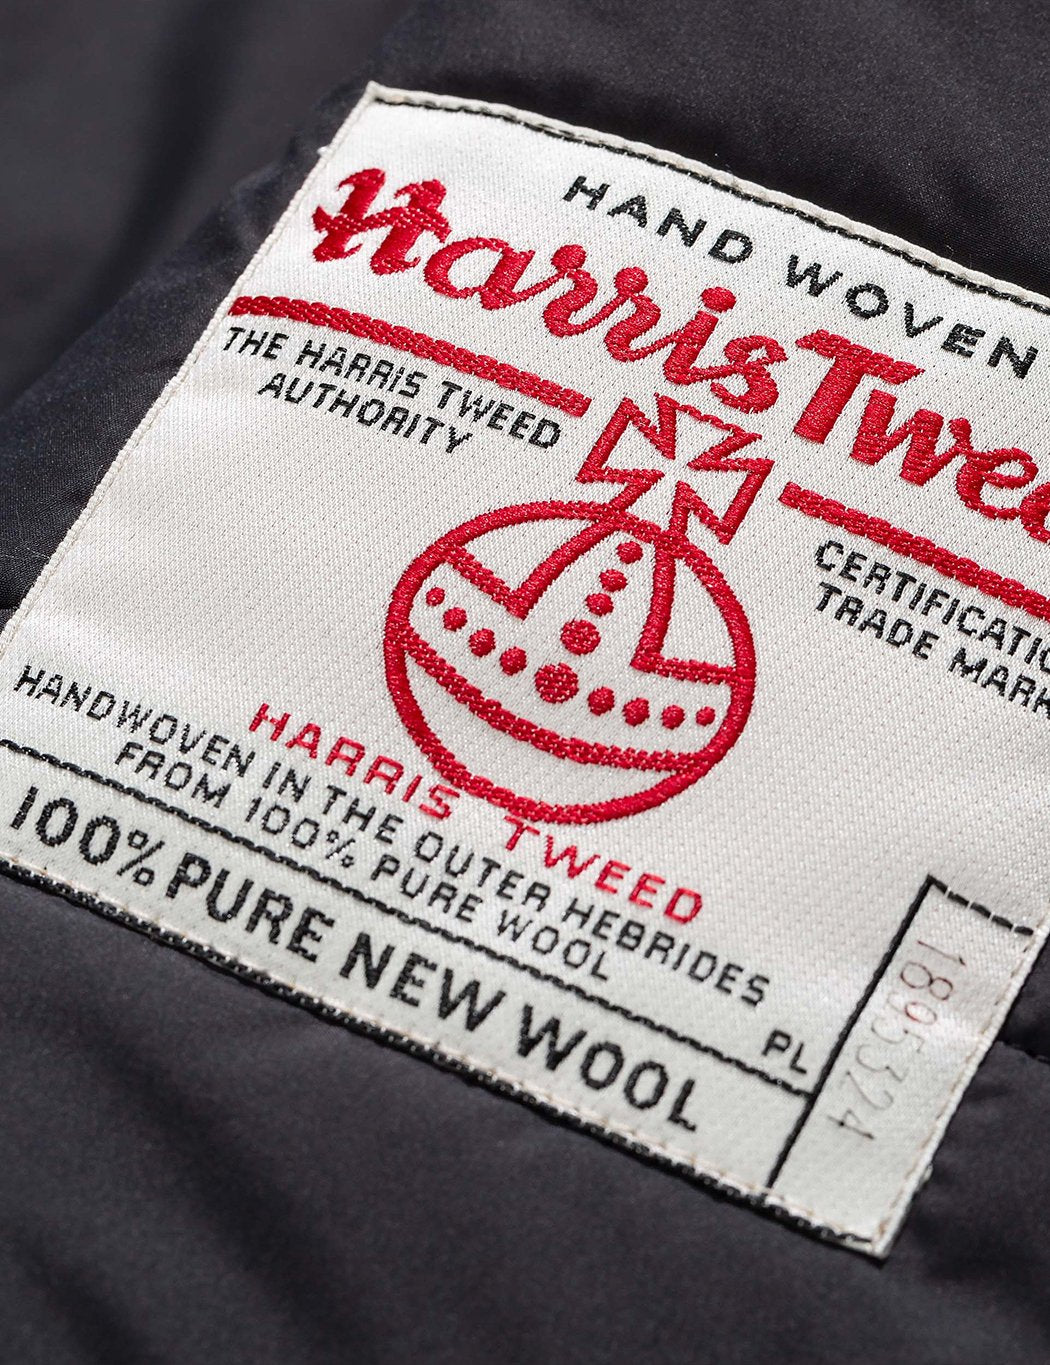 HAND WOVEN
Harris Twee
THE HARRIS TWEED
AUTHORITY
CERTIFICATIO
TRADE MARK
HARRIS TWEED
HANDWOVEN IN THE OUTER HEBRIDES
FROM 100% PURE WOOL
100% PURE NEW WOOL
PL
1895324